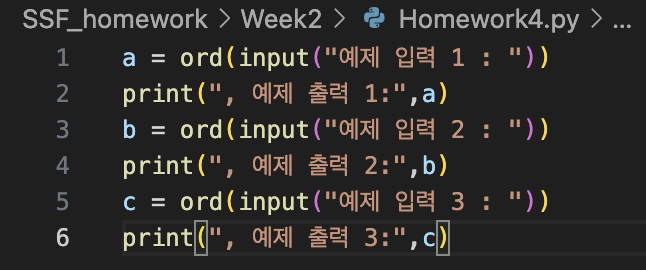 SSF_homework > Week2 > Homework4.py > ...
1 a = ord(input("예제 입력 1 : "))
2 print(", 예제 출력 1:",a)
3 b = ord(input("예제 입력 2 : "))
4 print(", 예제 출력 2:",b)
5 c = ord(input("예제 입력 3 : "))
6 print(", 예제 출력 3:",c)